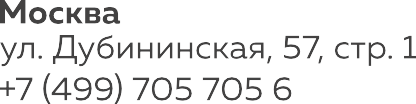 Москва
ул. Дубининская, 57, стр. 1
+7 (499) 705 705 6